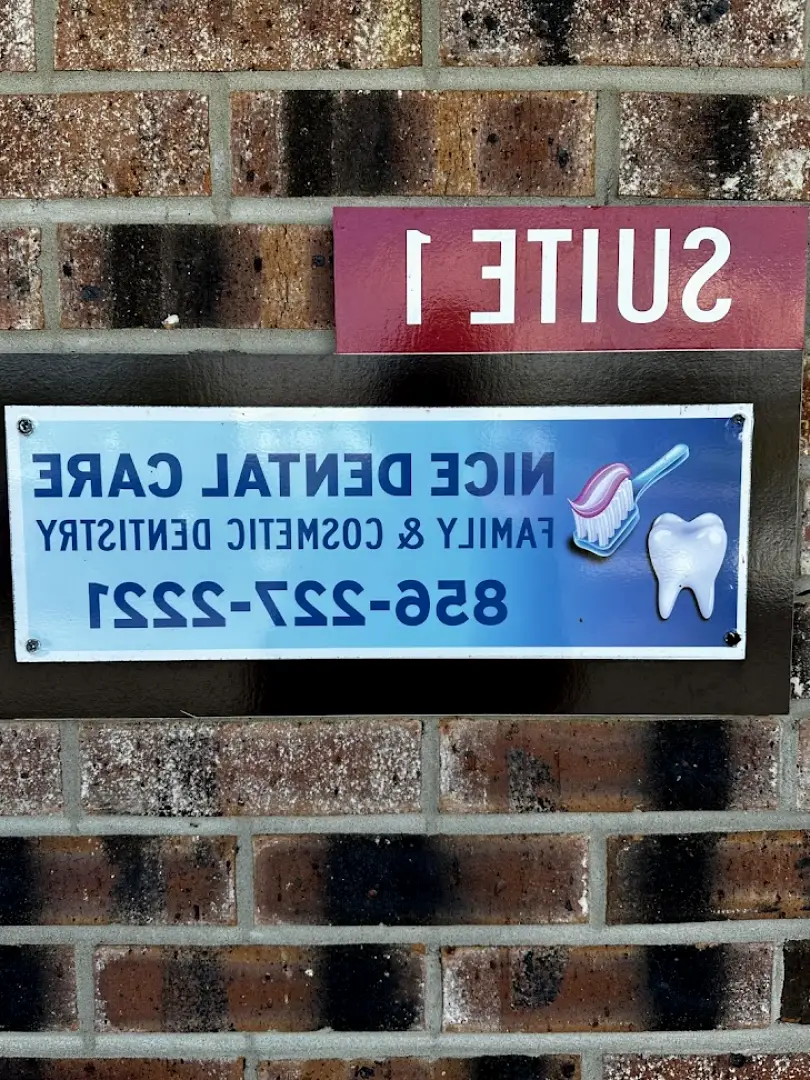 SUITE 1
NICE DENTAL CARE
FAMILY & COSMETIC DENTISTRY
856-227-2221